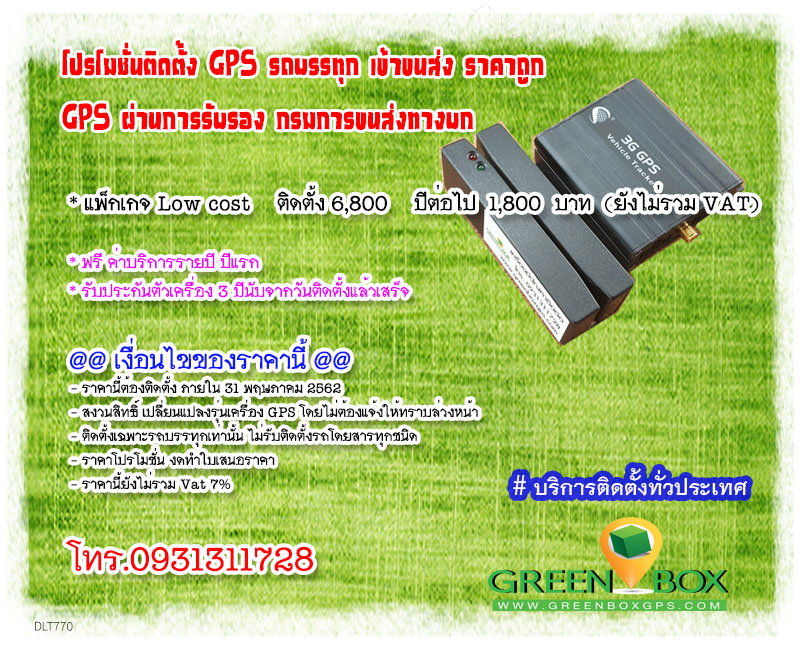 โปรโมชั่นติดตั้ง GPS รถบรรทุก เข้าขนส่ง ราคาถูก
GPS ผ่านการรับรอง กรมการขนส่งทางบก
3G GPS
Vehicle Tracker
* แพ็กเกจ Low cost ติดตั้ง 6,800 ปีต่อไป 1,800 บาท (ยังไม่รวม VAT)
* ฟรี ค่าบริการรายปี ปีแรก
* รับประกันตัวเครื่อง 3 ปีนับจากวันติดตั้งแล้วเสร็จ
@@ เงื่อนไขของราคานี้ @@
- ราคานี้ต้องติดตั้ง ภายใน 31 พฤษภาคม 2562
- สงวนสิทธิ์ เปลี่ยนแปลงรุ่นเครื่อง GPS โดยไม่ต้องแจ้งให้ทราบล่วงหน้า
- ติดตั้งเฉพาะรถบรรทุกเท่านั้น ไม่รับติดตั้งรถโดยสารทุกชนิด
- ราคาโปรโมชั่น งดทำใบเสนอราคา
- ราคานี้ยังไม่รวม Vat 7%
# บริการติดตั้งทั่วประเทศ
โทร.0931311728
GREEN BOX
WWW.GREENBOXGPS.COM
DLT770